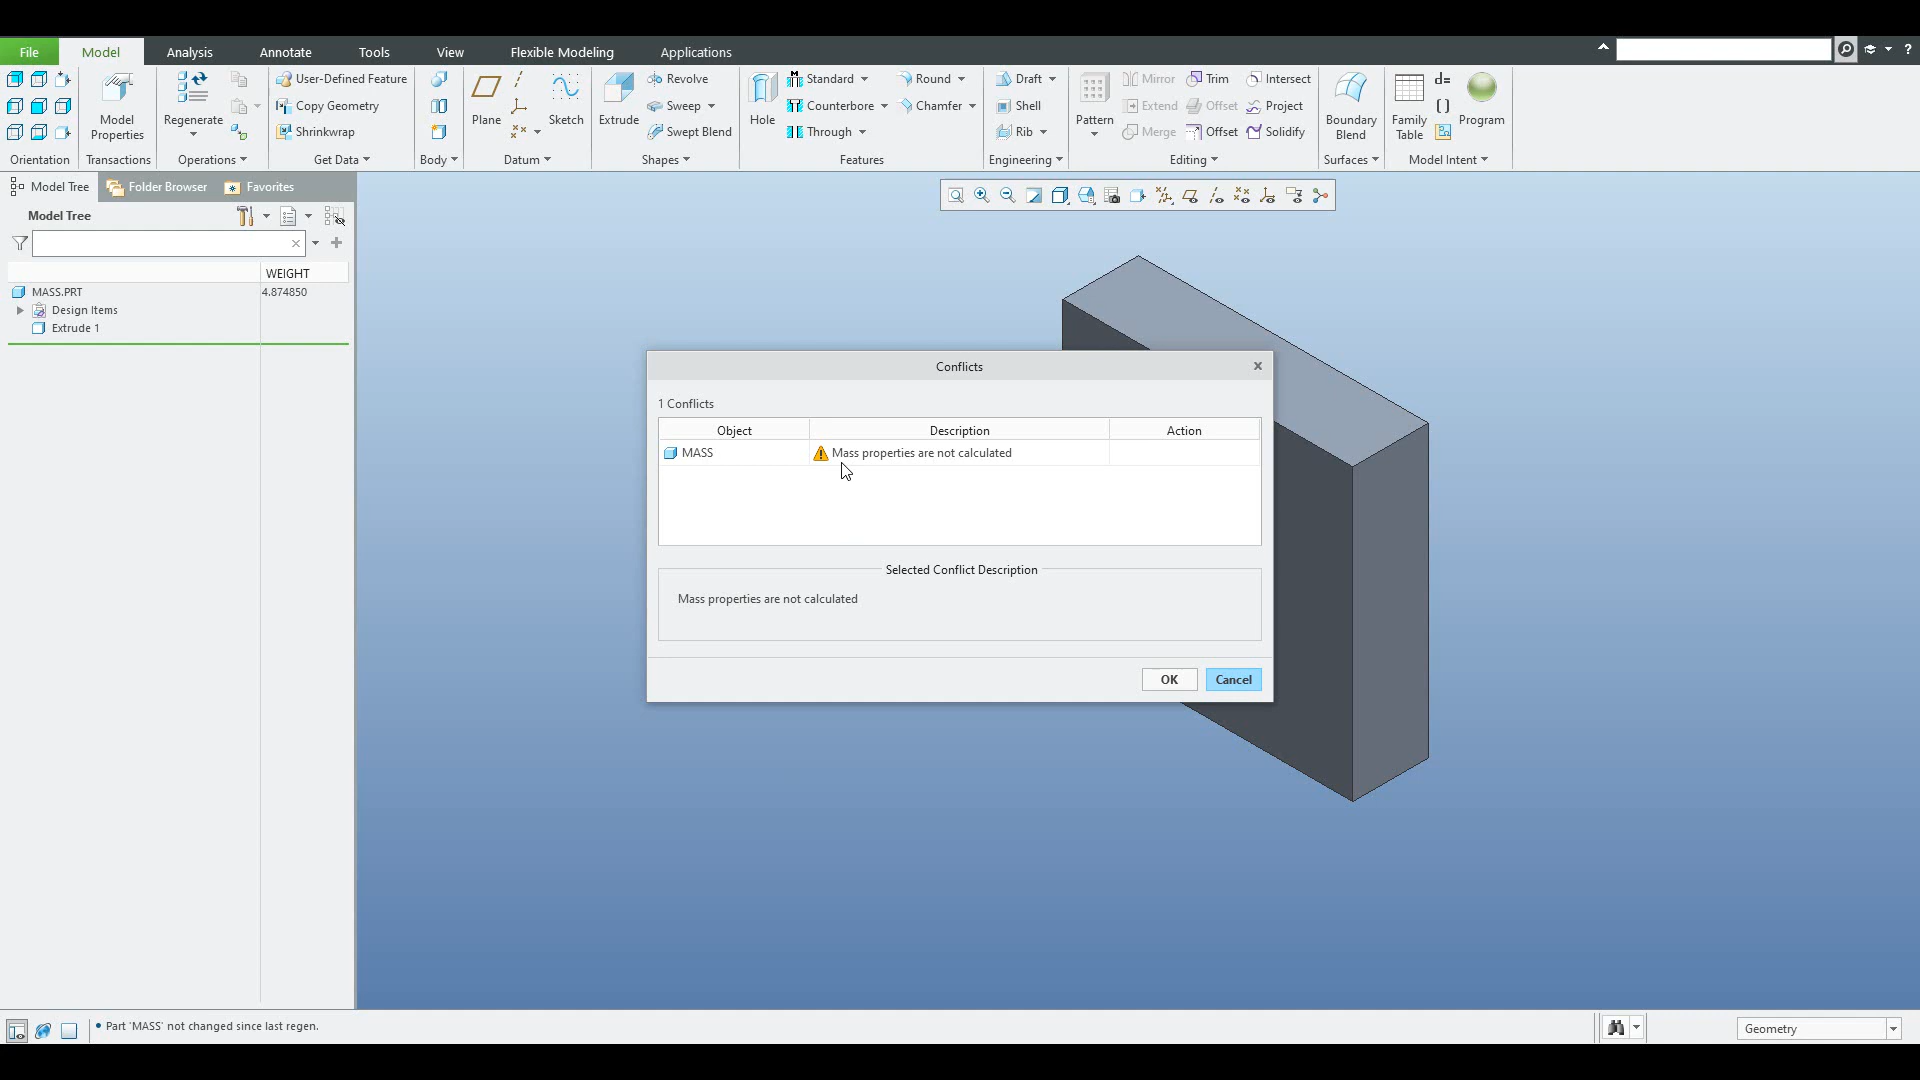 File Model Analysis Annotate Tools View Flexible Modeling Applications ?
User-Defined Feature Revolve Standard Round Draft Mirror Trim Intersect d=
Copy Geometry Sweep Counterbore Chamfer Shell Extend Offset Project ( )
Model Properties Regenerate Plane Sketch Extrude Hole Pattern Boundary Blend Family Table Program
Shrinkwrap Swept Blend Through Rib Merge Offset Solidify
Orientation Transactions Operations Get Data Body Datum Shapes Features Engineering Editing Surfaces Model Intent
Model Tree Folder Browser Favorites
Model Tree
WEIGHT
MASS.PRT 4.874850
Design Items
Extrude 1
Conflicts
1 Conflicts
Object Description Action
MASS Mass properties are not calculated
Selected Conflict Description
Mass properties are not calculated
OK Cancel
• Part 'MASS' not changed since last regen.
Geometry